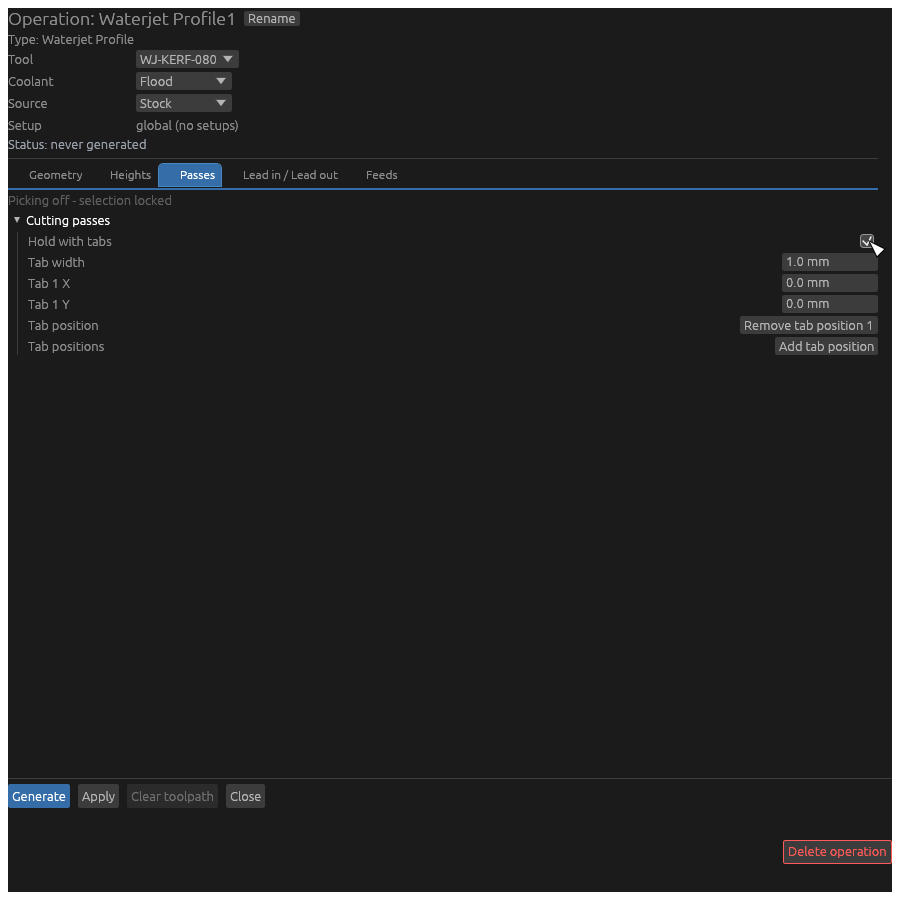 Operation: Waterjet Profile1 Rename
Type: Waterjet Profile
Tool WJ-KERF-080
Coolant Flood
Source Stock
Setup global (no setups)
Status: never generated
Geometry Heights Passes Lead in / Lead out Feeds
Picking off - selection locked
Cutting passes
Hold with tabs
Tab width 1.0 mm
Tab 1 X 0.0 mm
Tab 1 Y 0.0 mm
Tab position Remove tab position 1
Tab positions Add tab position
Generate Apply Clear toolpath Close
Delete operation